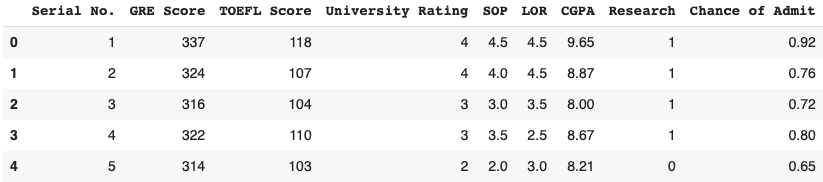 Serial No. GRE Score TOEFL Score University Rating SOP LOR CGPA Research Chance of Admit
0 1 337 118 4 4.5 4.5 9.65 1 0.92
1 2 324 107 4 4.0 4.5 8.87 1 0.76
2 3 316 104 3 3.0 3.5 8.00 1 0.72
3 4 322 110 3 3.5 2.5 8.67 1 0.80
4 5 314 103 2 2.0 3.0 8.21 0 0.65